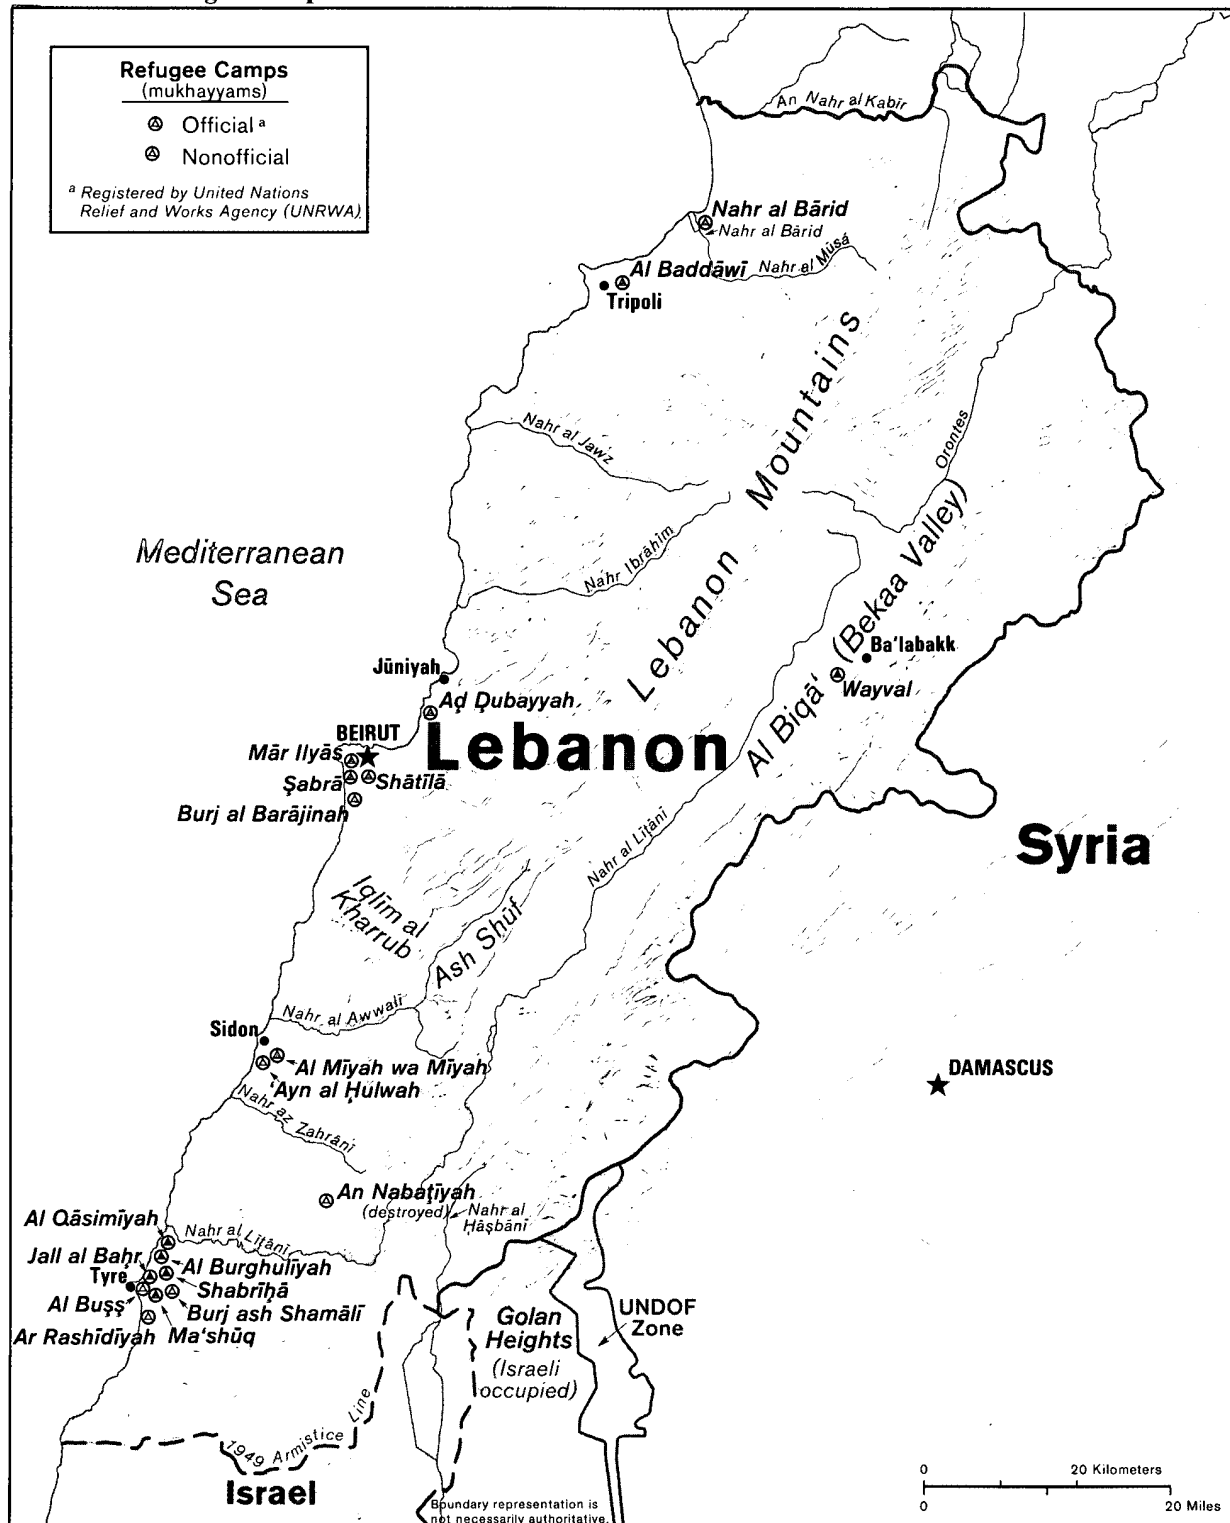 Refugee Camps
(mukhayyams)
Official a
Nonofficial
a Registered by United Nations
Relief and Works Agency (UNRWA)
An Nahr al Kabīr
Nahr al Bārid
Nahr al Bārid
Al Baddāwī
Nahr al Mūsá
Tripoli
Lebanon Mountains
Nahr al Jawz
Orontes
Mediterranean
Sea
Nahr Ibrāhīm
Al Biqā‘ (Bekaa Valley)
Ba‘labakk
Jūniyah
Wayval
Aḍ Ḍubayyah
BEIRUT
Lebanon
Mār Ilyās
Şabrā
Shātīlā
Burj al Barājinah
Syria
Nahr al Līţānī
Iqlīm al
Kharrub
Ash Shūf
Nahr al Awwalī
Sidon
Al Mīyah wa Mīyah
‘Ayn al Ḥulwah
DAMASCUS
Nahr az Zahrānī
An Nabaţīyah
(destroyed)
Nahr al
Ḥāşbānī
Al Qāsimīyah
Nahr al Līţānī
Jall al Baḥr
Al Burghulīyah
Tyre
Shabrīḥā
Al Buşş
Burj ash Shamālī
Ar Rashīdīyah
Ma‘shūq
Golan
Heights
(Israeli
occupied)
UNDOF
Zone
1949 Armistice Line
Israel
0 20 Kilometers
0 20 Miles
Boundary representation is
not necessarily authoritative.